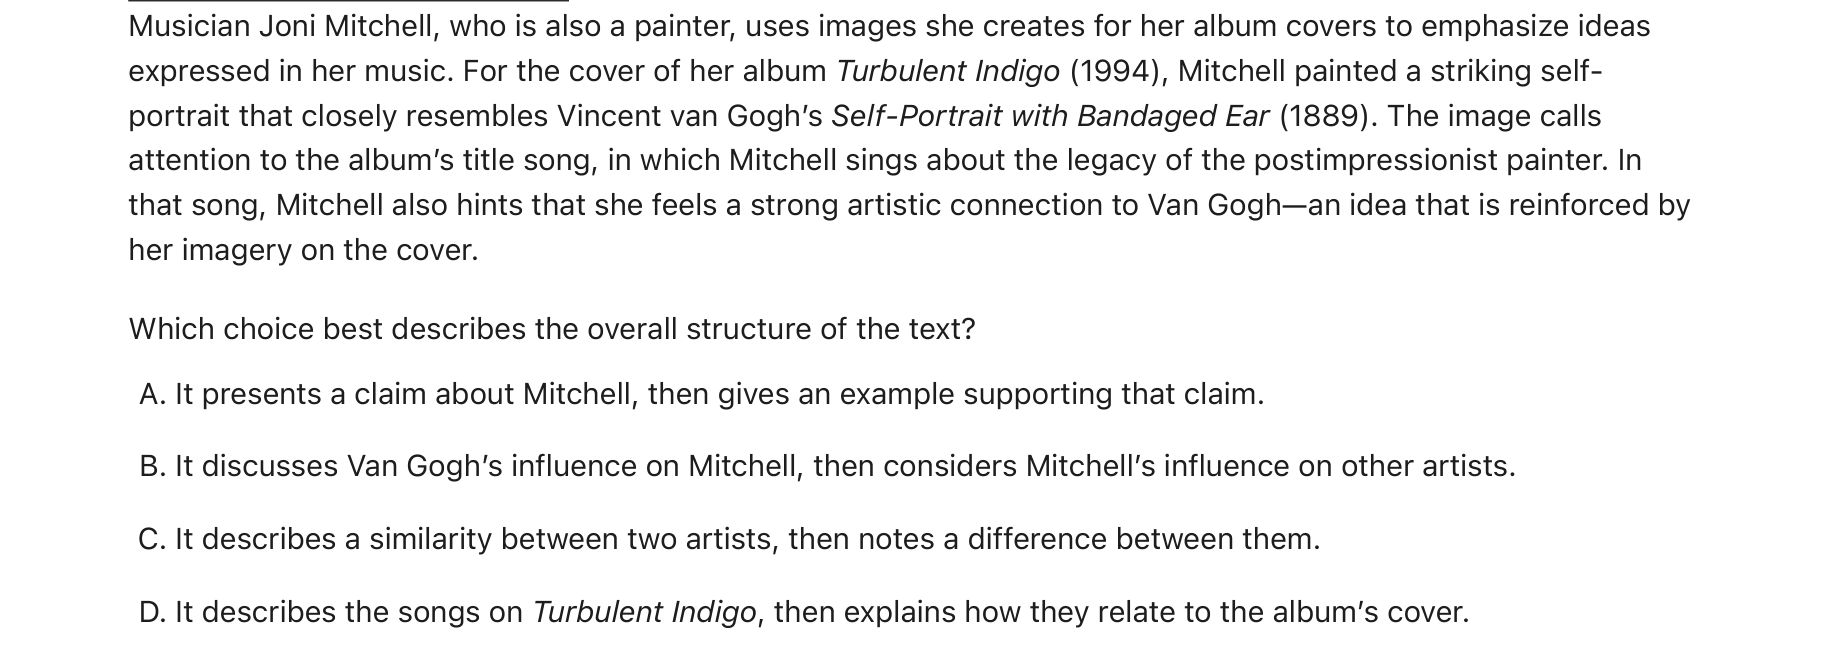 Musician Joni Mitchell, who is also a painter, uses images she creates for her album covers to emphasize ideas
expressed in her music. For the cover of her album Turbulent Indigo (1994), Mitchell painted a striking self-
portrait that closely resembles Vincent van Gogh's Self-Portrait with Bandaged Ear (1889). The image calls
attention to the album's title song, in which Mitchell sings about the legacy of the postimpressionist painter. In
that song, Mitchell also hints that she feels a strong artistic connection to Van Gogh—an idea that is reinforced by
her imagery on the cover.
Which choice best describes the overall structure of the text?
A. It presents a claim about Mitchell, then gives an example supporting that claim.
B. It discusses Van Gogh's influence on Mitchell, then considers Mitchell's influence on other artists.
C. It describes a similarity between two artists, then notes a difference between them.
D. It describes the songs on Turbulent Indigo, then explains how they relate to the album's cover.